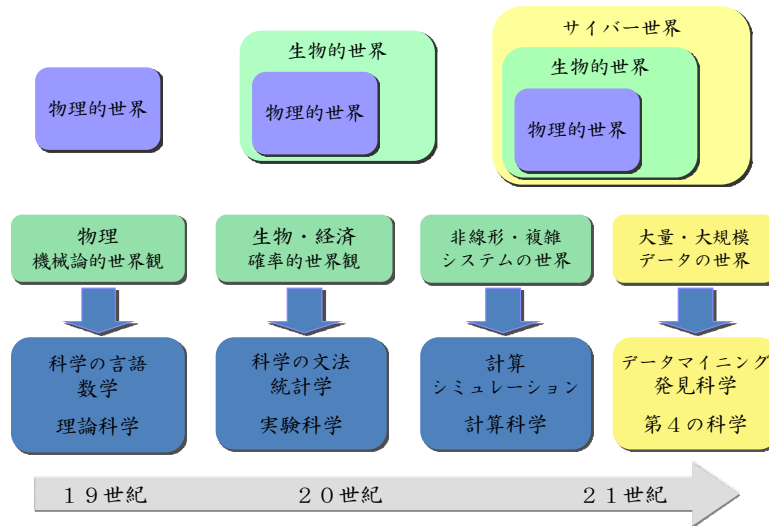 物理的世界
生物的世界
物理的世界
サイバー世界
生物的世界
物理的世界
物理
機械論的世界観
生物・経済
確率的世界観
非線形・複雑
システムの世界
大量・大規模
データの世界
科学の言語
数学
理論科学
科学の文法
統計学
実験科学
計算
シミュレーション
計算科学
データマイニング
発見科学
第４の科学
１９世紀
２０世紀
２１世紀